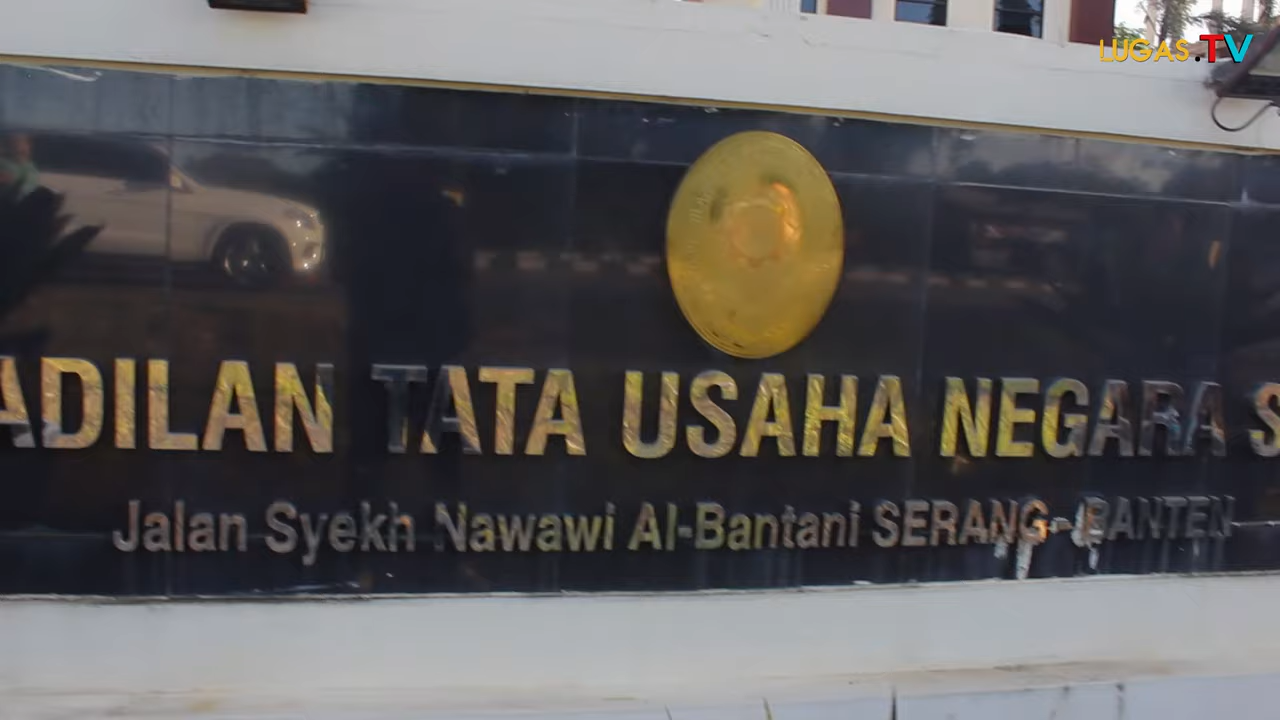 LUGAS.TV
ADILAN TATA USAHA NEGARA S
Jalan Syekh Nawawi Al-Bantani SERANG - BANTEN